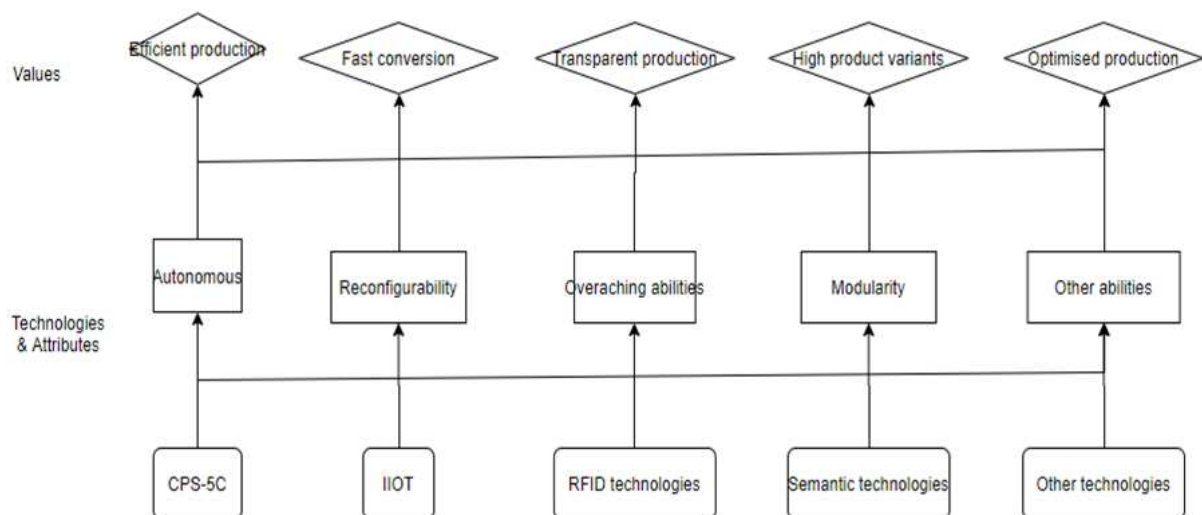 Efficient production
Fast conversion
Transparent production
High product variants
Optimised production
Values
Autonomous
Reconfigurability
Overaching abilities
Modularity
Other abilities
Technologies
& Attributes
CPS-5C
IIOT
RFID technologies
Semantic technologies
Other technologies